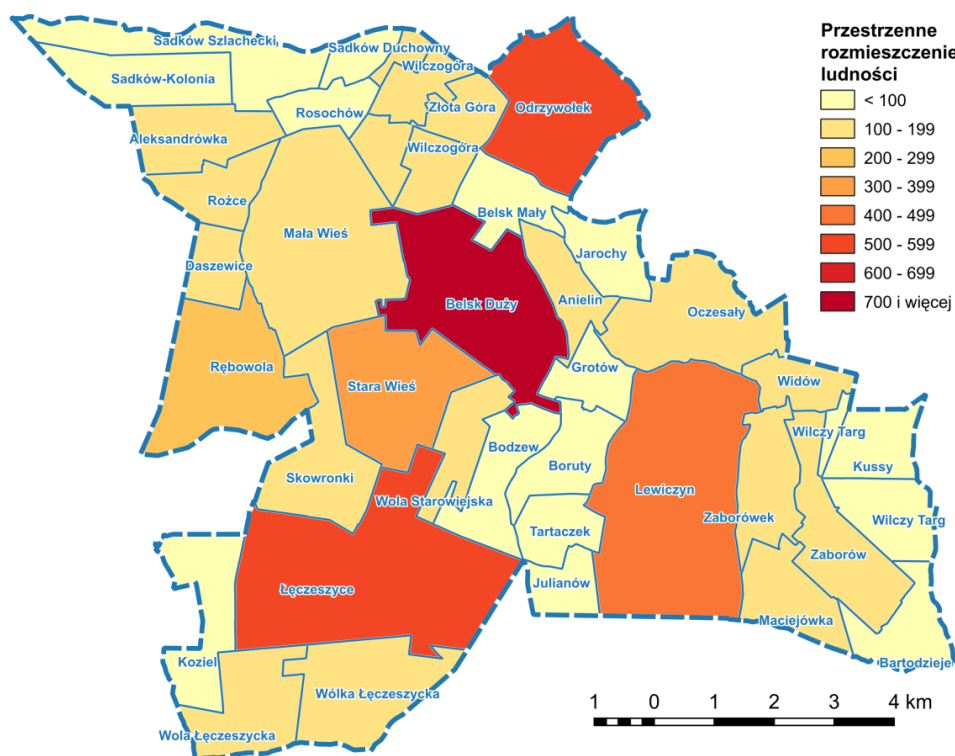 Przestrzenne
rozmieszczenie
ludności
< 100
100 - 199
200 - 299
300 - 399
400 - 499
500 - 599
600 - 699
700 i więcej
Sadków Szlachecki
Sadków Duchowny
Wilczogóra
Sadków-Kolonia
Odrzywołek
Rosochów
Złota Góra
Aleksandrówka
Wilczogóra
Rożce
Belsk Mały
Mała Wieś
Jarochy
Daszewice
Belsk Duży
Anielin
Oczesały
Rębowola
Stara Wieś
Grotów
Widów
Wilczy Targ
Bodzew
Boruty
Kussy
Skowronki
Wola Starowiejska
Lewiczyn
Zaborówek
Wilczy Targ
Tartaczek
Zaborów
Łęczeszyce
Julianów
Maciejówka
Koziel
Bartodzieje
Wólka Łęczeszycka
Wola Łęczeszycka
1 0 1 2 3 4 km